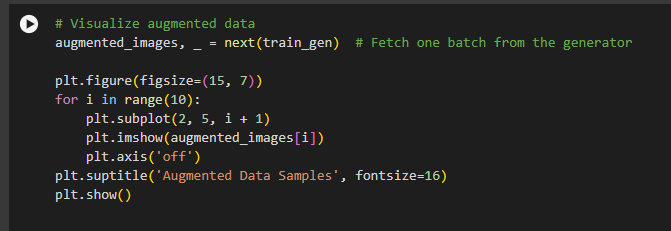 # Visualize augmented data
augmented_images, _ = next(train_gen)  # Fetch one batch from the generator

plt.figure(figsize=(15, 7))
for i in range(10):
    plt.subplot(2, 5, i + 1)
    plt.imshow(augmented_images[i])
    plt.axis('off')
plt.suptitle('Augmented Data Samples', fontsize=16)
plt.show()